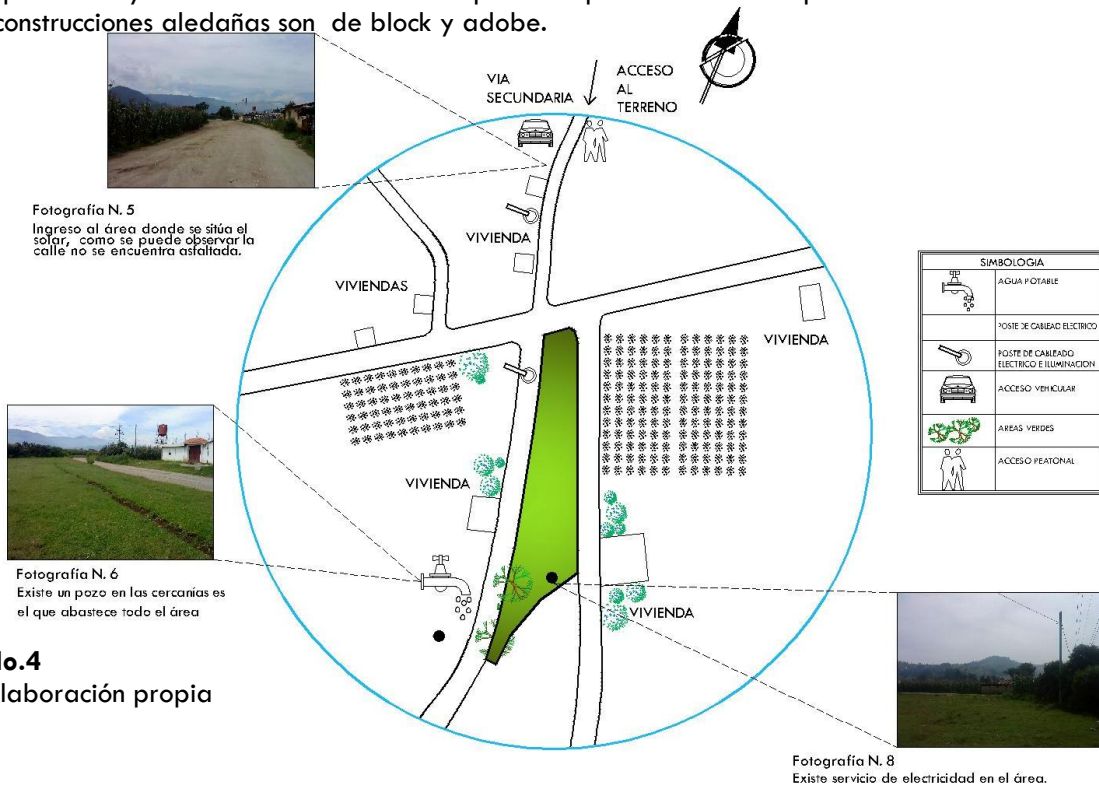 construcciones aledañas son de block y adobe.
VIA
SECUNDARIA
ACCESO
AL
TERRENO
Fotografía N. 5
Ingreso al área donde se sitúa el
solar, como se puede observar la
calle no se encuentra asfaltada.
VIVIENDA
VIVIENDAS
VIVIENDA
SIMBOLOGIA
AGUA POTABLE
POSTE DE CABLEAD ELECTRICO
POSTE DE CABLEADO
ELECTRICO E ILUMINACION
ACCESO VEHICULAR
AREAS VERDES
ACCESO PEATONAL
VIVIENDA
Fotografía N. 6
Existe un pozo en las cercanías es
el que abastece todo el área
VIVIENDA
lo.4
laboración propia
Fotografía N. 8
Existe servicio de electricidad en el área.